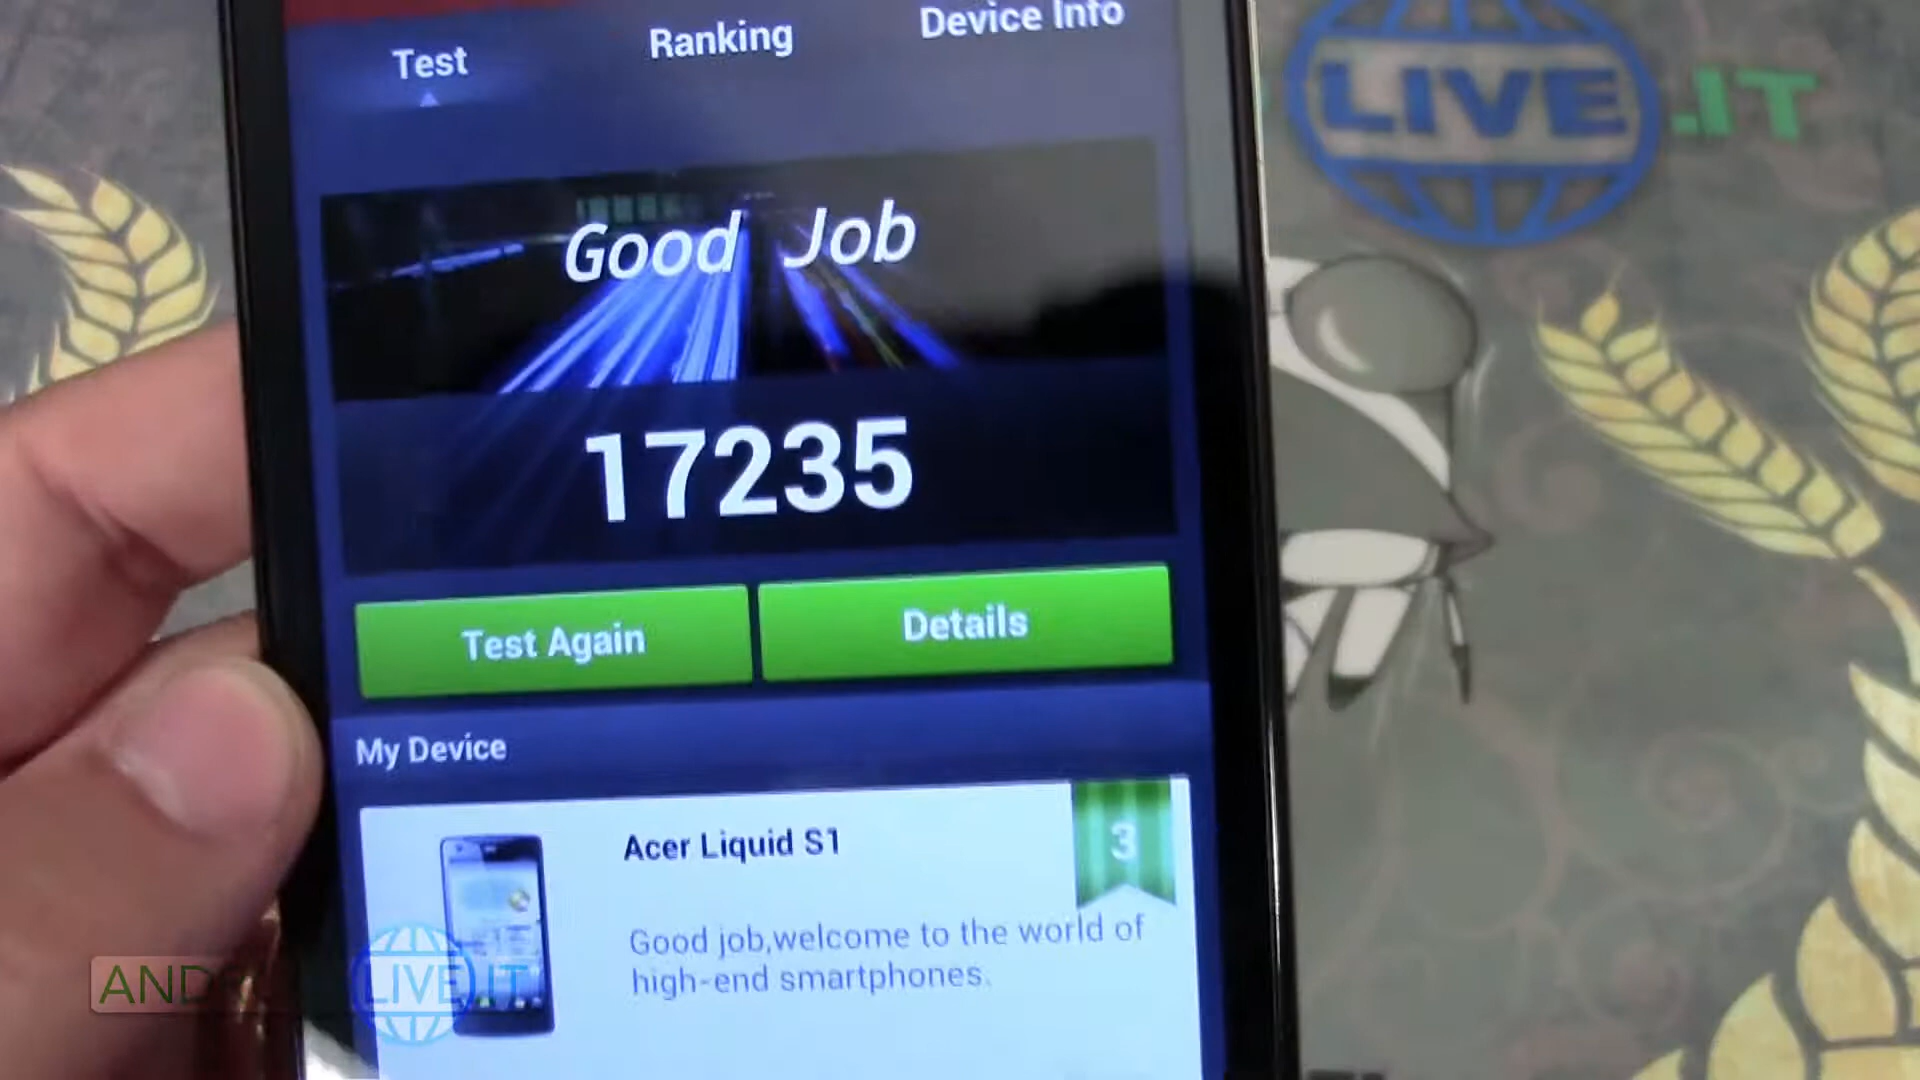 Test
Ranking
Device Info
LIVE.IT
Good Job
17235
Test Again
Details
My Device
Acer Liquid S1
3
Good job,welcome to the world of
high-end smartphones.
LIVE.IT